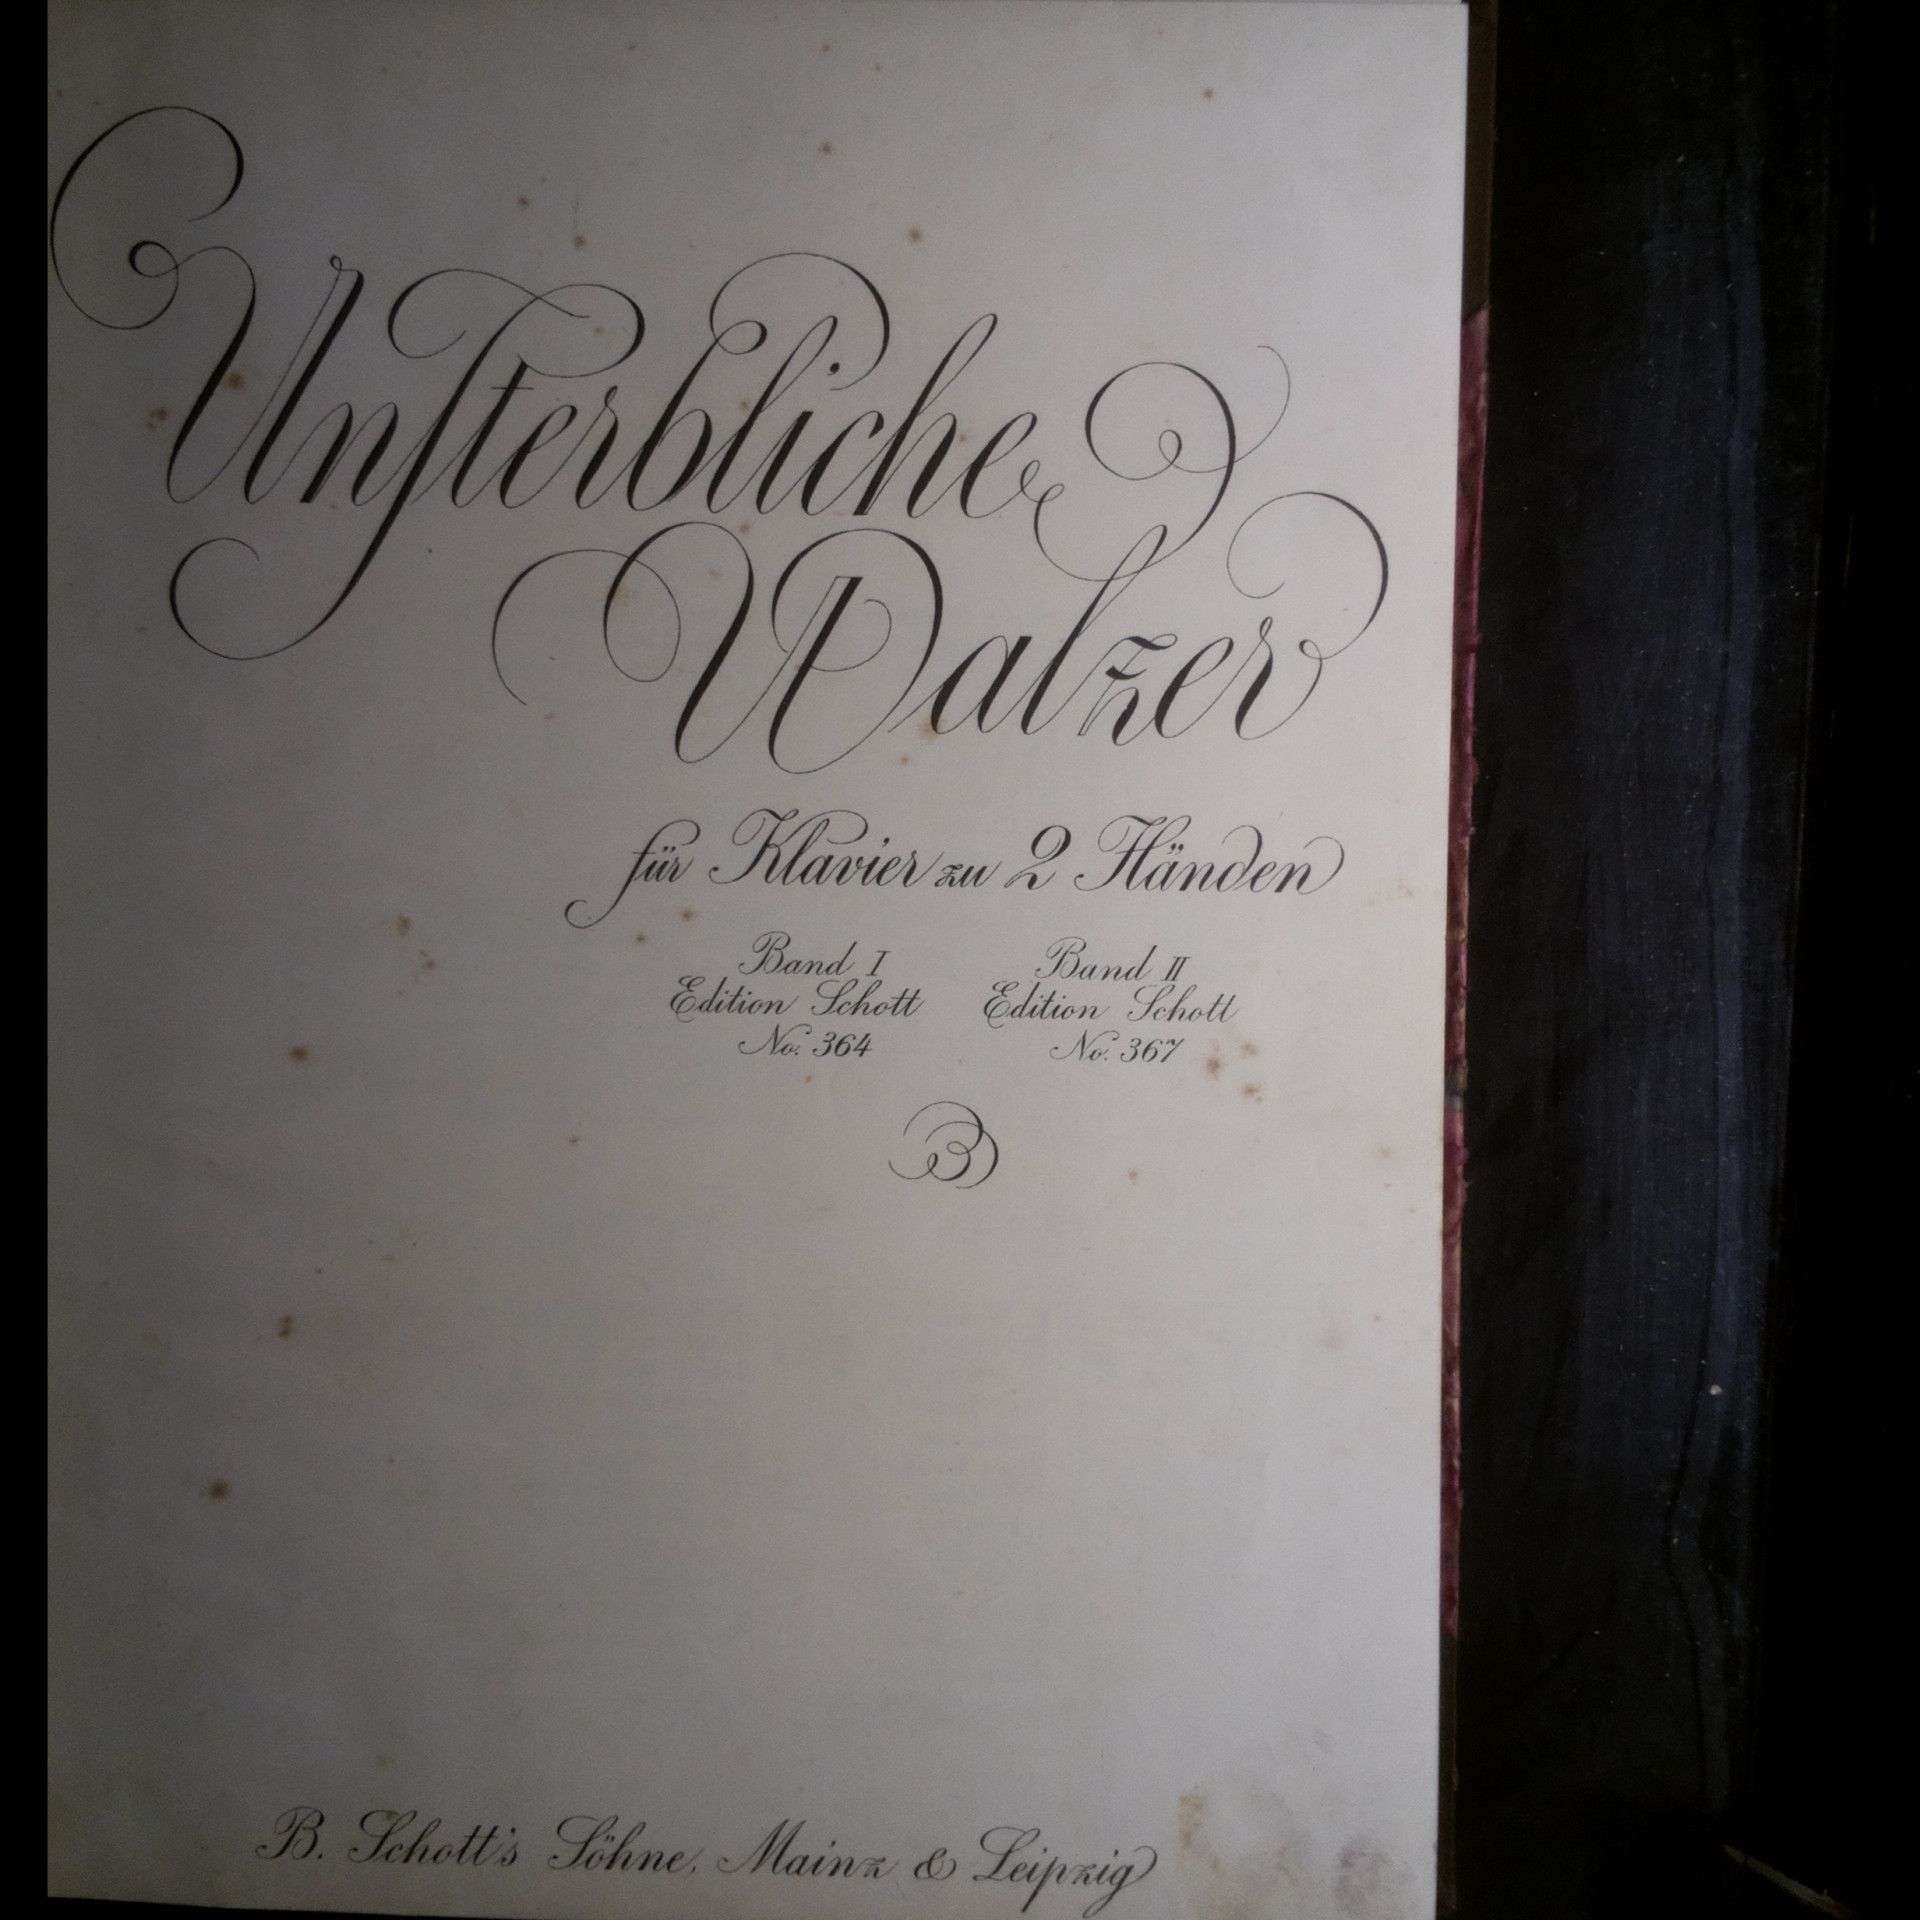 Unſterbliche
Walzer
für Klavier zu 2 Händen
Band I
Edition Schott
No. 364
Band II
Edition Schott
No. 367
B. Schott's Söhne, Mainz & Leipzig